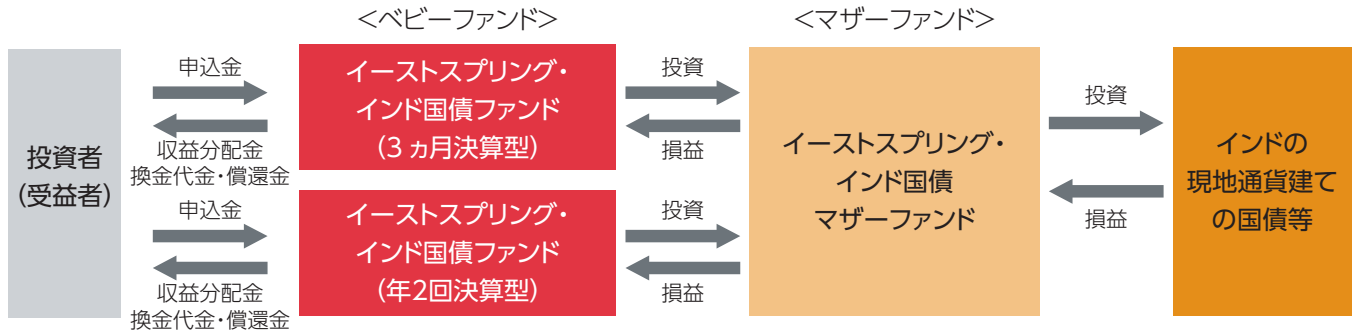 <ベビーファンド>
<マザーファンド>
投資者
(受益者)
申込金
収益分配金
換金代金・償還金
イーストスプリング・
インド国債ファンド
(3ヵ月決算型)
投資
損益
申込金
収益分配金
換金代金・償還金
イーストスプリング・
インド国債ファンド
(年2回決算型)
投資
損益
イーストスプリング・
インド国債
マザーファンド
投資
損益
インドの
現地通貨建て
の国債等